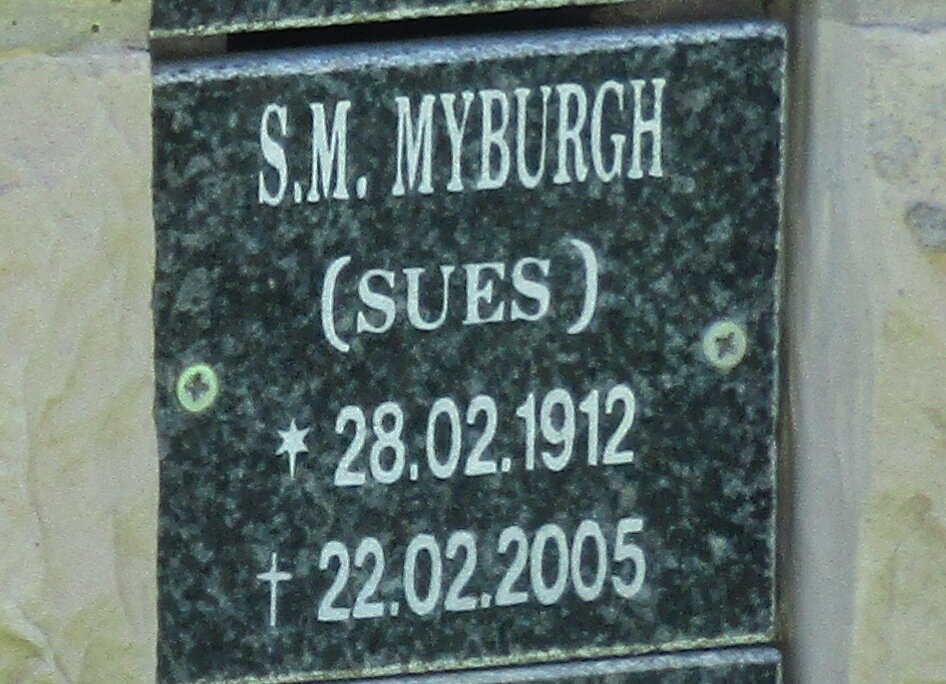 S.M. MYBURGH
(SUES)
* 28.02.1912
† 22.02.2005